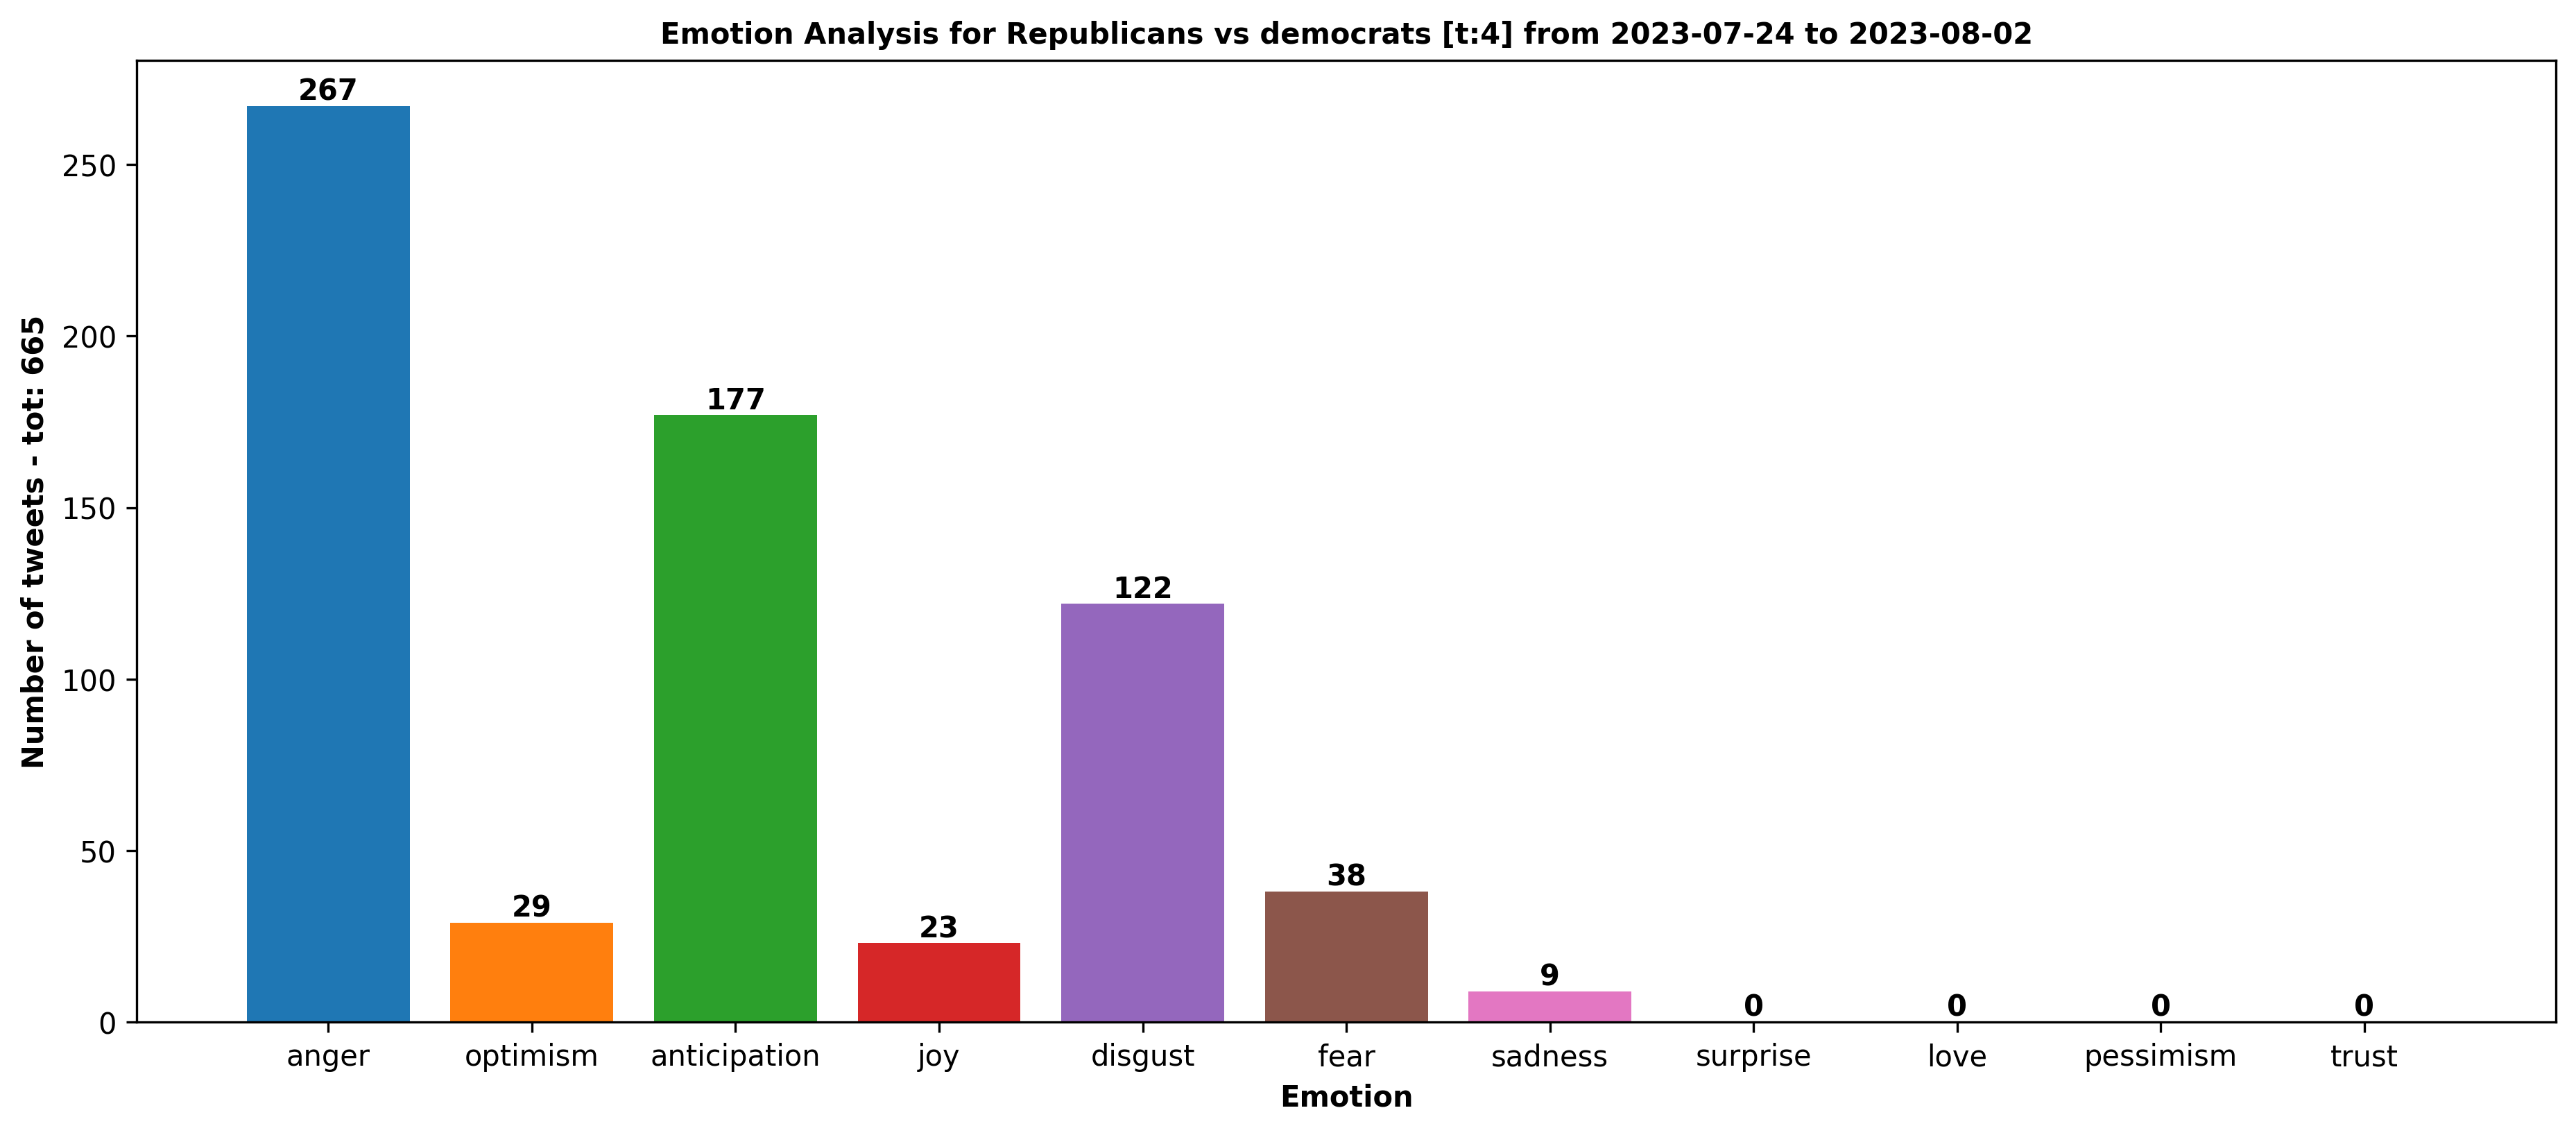 Emotion Analysis for Republicans vs democrats [t:4] from 2023-07-24 to 2023-08-02
Number of tweets - tot: 665
250
200
150
100
50
0
267
29
177
23
122
38
9
0
0
0
0
anger
optimism
anticipation
joy
disgust
fear
sadness
surprise
love
pessimism
trust
Emotion